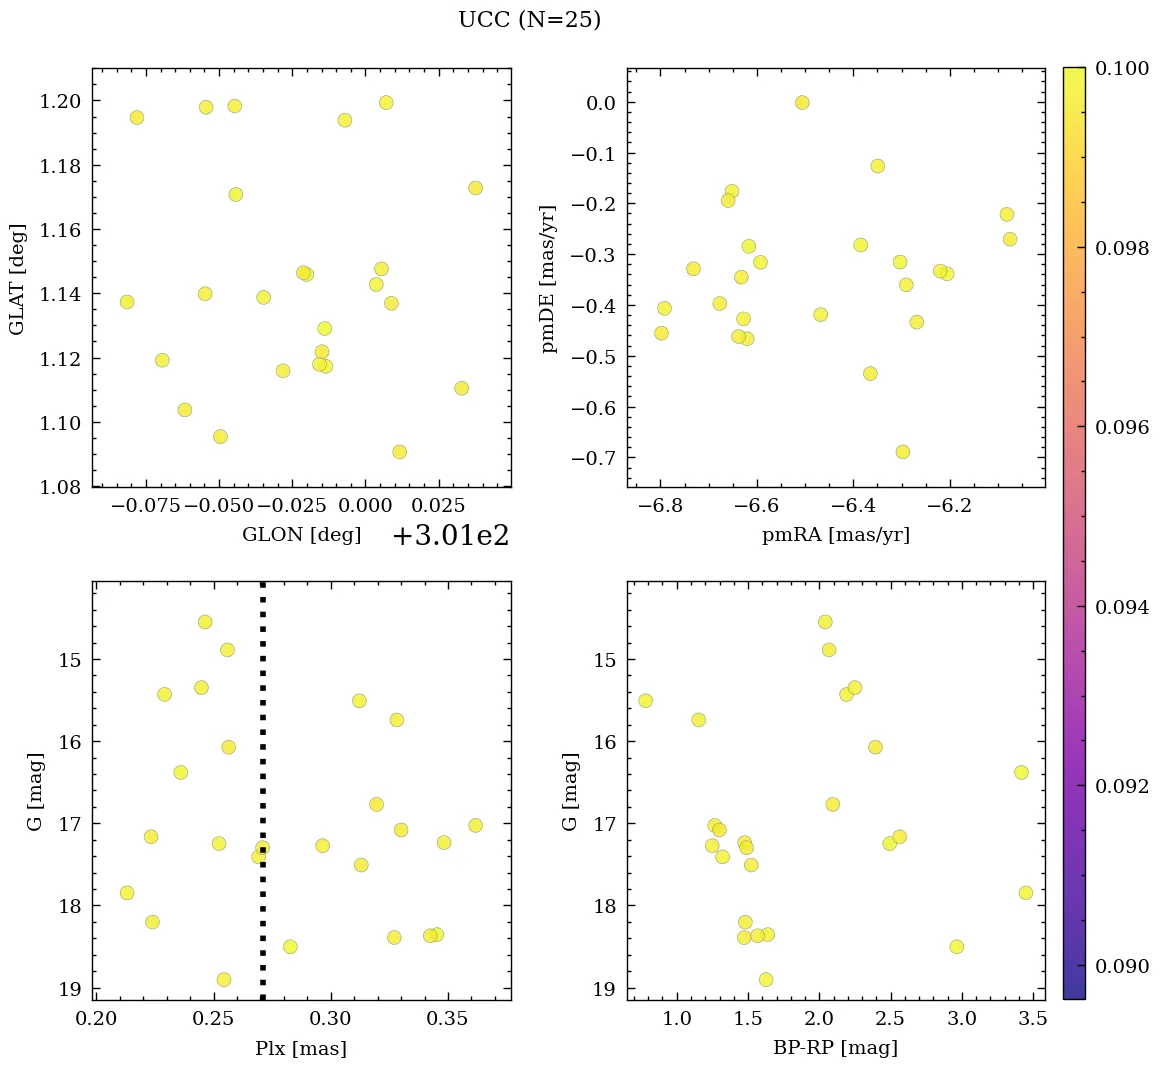 UCC (N=25)
1.20
1.18
1.16
1.14
1.12
1.10
1.08
GLAT [deg]
−0.075 −0.050 −0.025 0.000 0.025
GLON [deg]
+3.01e2
0.0
−0.1
−0.2
−0.3
−0.4
−0.5
−0.6
−0.7
pmDE [mas/yr]
−6.8 −6.6 −6.4 −6.2
pmRA [mas/yr]
0.100
0.098
0.096
0.094
0.092
0.090
15
16
17
18
19
G [mag]
0.20 0.25 0.30 0.35
Plx [mas]
15
16
17
18
19
G [mag]
1.0 1.5 2.0 2.5 3.0 3.5
BP-RP [mag]